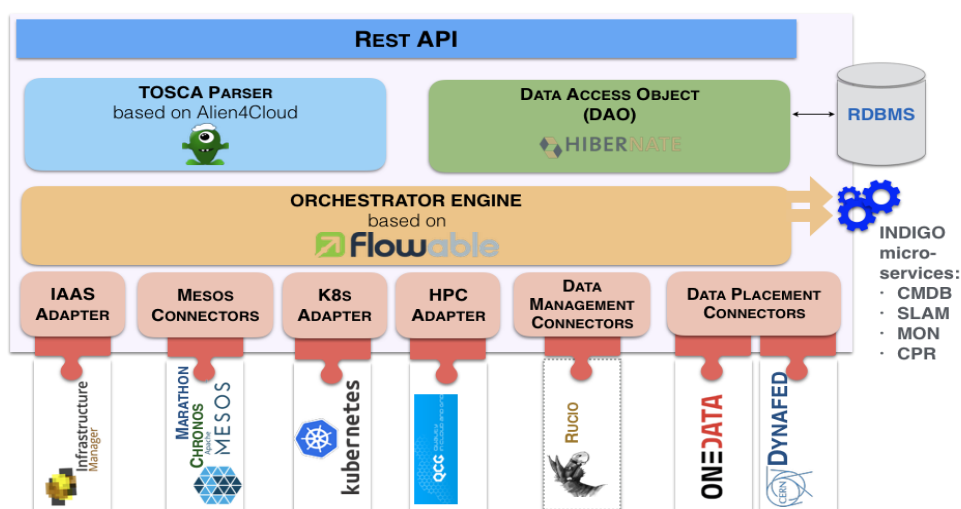 REST API
TOSCA PARSER
based on Alien4Cloud
DATA ACCESS OBJECT
(DAO)
HIBERNATE
RDBMS
ORCHESTRATOR ENGINE
based on
flowable
INDIGO
micro-
services:
· CMDB
· SLAM
· MON
· CPR
IAAS
ADAPTER
MESOS
CONNECTORS
K8S
ADAPTER
HPC
ADAPTER
DATA
MANAGEMENT
CONNECTORS
DATA PLACEMENT
CONNECTORS
Infrastructure
Manager
MARATHON
CHRONOS
Apache
MESOS
kubernetes
QCG
RUCIO
ONEDATA
DYNAFED
CERN